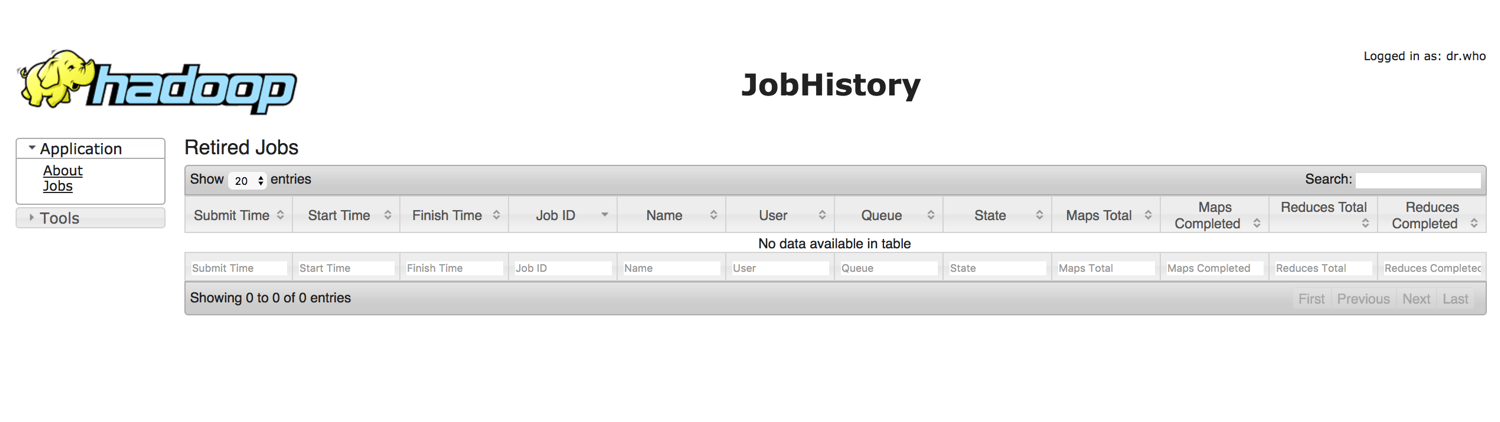 Logged in as: dr.who
hadoop
JobHistory
Application
About
Jobs
Tools
Retired Jobs
Show 20 entries
Search:
Submit Time Start Time Finish Time Job ID Name User Queue State Maps Total Maps Completed Reduces Total Reduces Completed
No data available in table
Submit Time Start Time Finish Time Job ID Name User Queue State Maps Total Maps Completed Reduces Total Reduces Completed
Showing 0 to 0 of 0 entries
First Previous Next Last